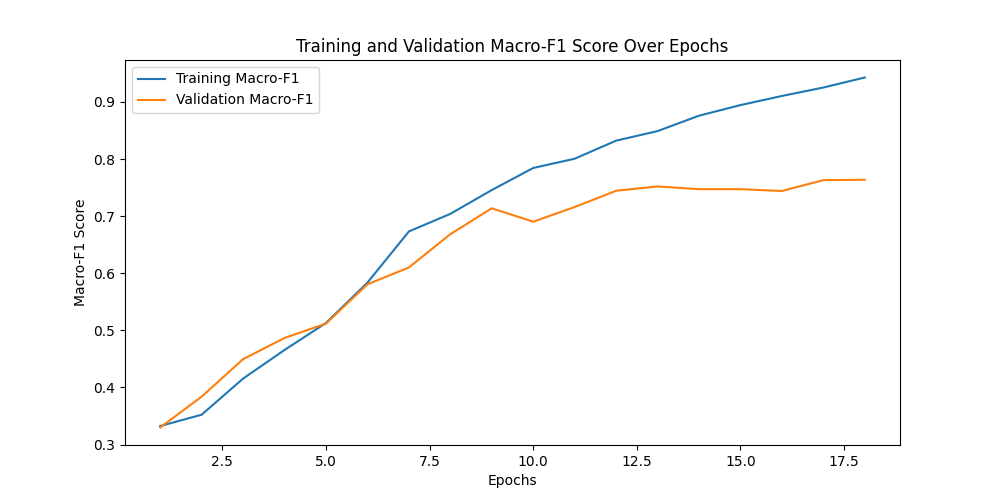 Training and Validation Macro-F1 Score Over Epochs
Training Macro-F1
Validation Macro-F1
Macro-F1 Score
0.9
0.8
0.7
0.6
0.5
0.4
0.3
2.5 5.0 7.5 10.0 12.5 15.0 17.5
Epochs